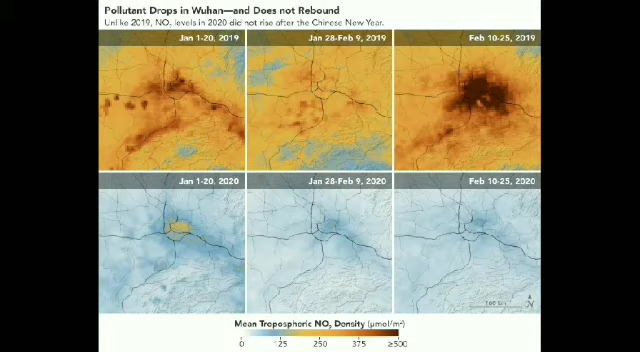 Pollutant Drops in Wuhan—and Does not Rebound
Unlike 2019, NO₂ levels in 2020 did not rise after the Chinese New Year.
Jan 1-20, 2019
Jan 28-Feb 9, 2019
Feb 10-25, 2019
Jan 1-20, 2020
Jan 28-Feb 9, 2020
Feb 10-25, 2020
N
Mean Tropospheric NO₂ Density (μmol/m²)
0 125 250 375 ≥500